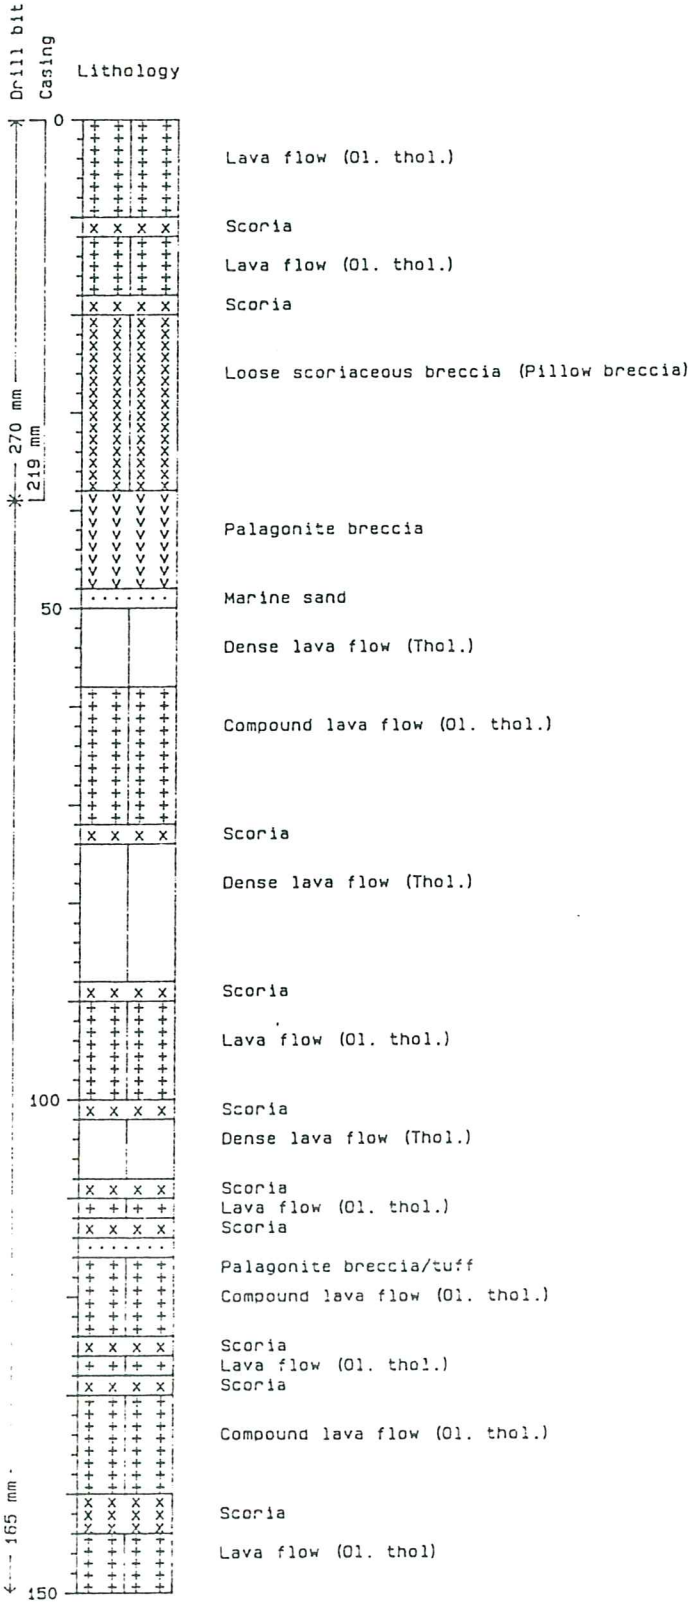 Drill bit
Casing
Lithology
0
Lava flow (Ol. thol.)
Scoria
Lava flow (Ol. thol.)
Scoria
Loose scoriaceous breccia (Pillow breccia)
270 mm
219 mm
Palagonite breccia
Marine sand
50
Dense lava flow (Thol.)
Compound lava flow (Ol. thol.)
Scoria
Dense lava flow (Thol.)
Scoria
Lava flow (Ol. thol.)
100
Scoria
Dense lava flow (Thol.)
Scoria
Lava flow (Ol. thol.)
Scoria
Palagonite breccia/tuff
Compound lava flow (Ol. thol.)
Scoria
Lava flow (Ol. thol.)
Scoria
Compound lava flow (Ol. thol.)
Scoria
165 mm
Lava flow (Ol. thol)
150